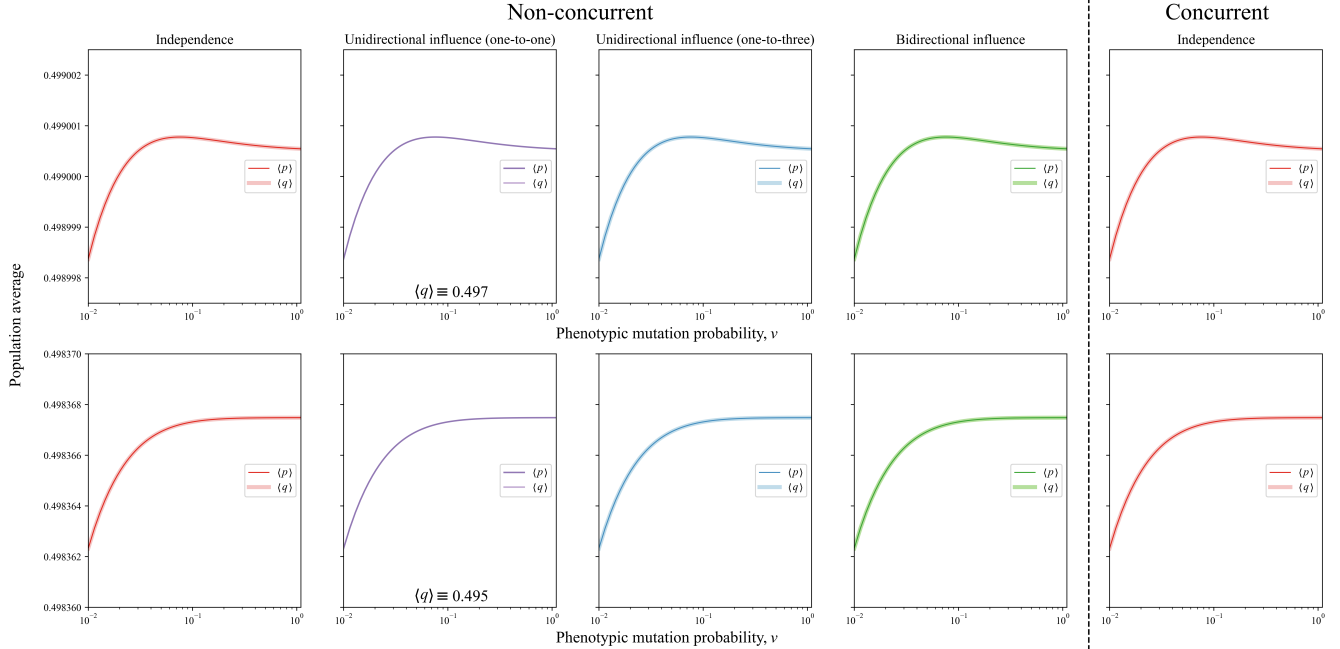 Non-concurrent
Concurrent
Independence
Unidirectional influence (one-to-one)
Unidirectional influence (one-to-three)
Bidirectional influence
Independence
Population average
0.499002
0.499001
0.499000
0.498999
0.498998
⟨p⟩
⟨q⟩
⟨p⟩
⟨q⟩
⟨p⟩
⟨q⟩
⟨p⟩
⟨q⟩
⟨p⟩
⟨q⟩
⟨q⟩ ≡ 0.497
10⁻² 10⁻¹ 10⁰
10⁻² 10⁻¹ 10⁰
10⁻² 10⁻¹ 10⁰
10⁻² 10⁻¹ 10⁰
10⁻² 10⁻¹ 10⁰
Phenotypic mutation probability, ν
0.498370
0.498368
0.498366
0.498364
0.498362
0.498360
⟨p⟩
⟨q⟩
⟨p⟩
⟨q⟩
⟨p⟩
⟨q⟩
⟨p⟩
⟨q⟩
⟨p⟩
⟨q⟩
⟨q⟩ ≡ 0.495
10⁻² 10⁻¹ 10⁰
10⁻² 10⁻¹ 10⁰
10⁻² 10⁻¹ 10⁰
10⁻² 10⁻¹ 10⁰
10⁻² 10⁻¹ 10⁰
Phenotypic mutation probability, ν